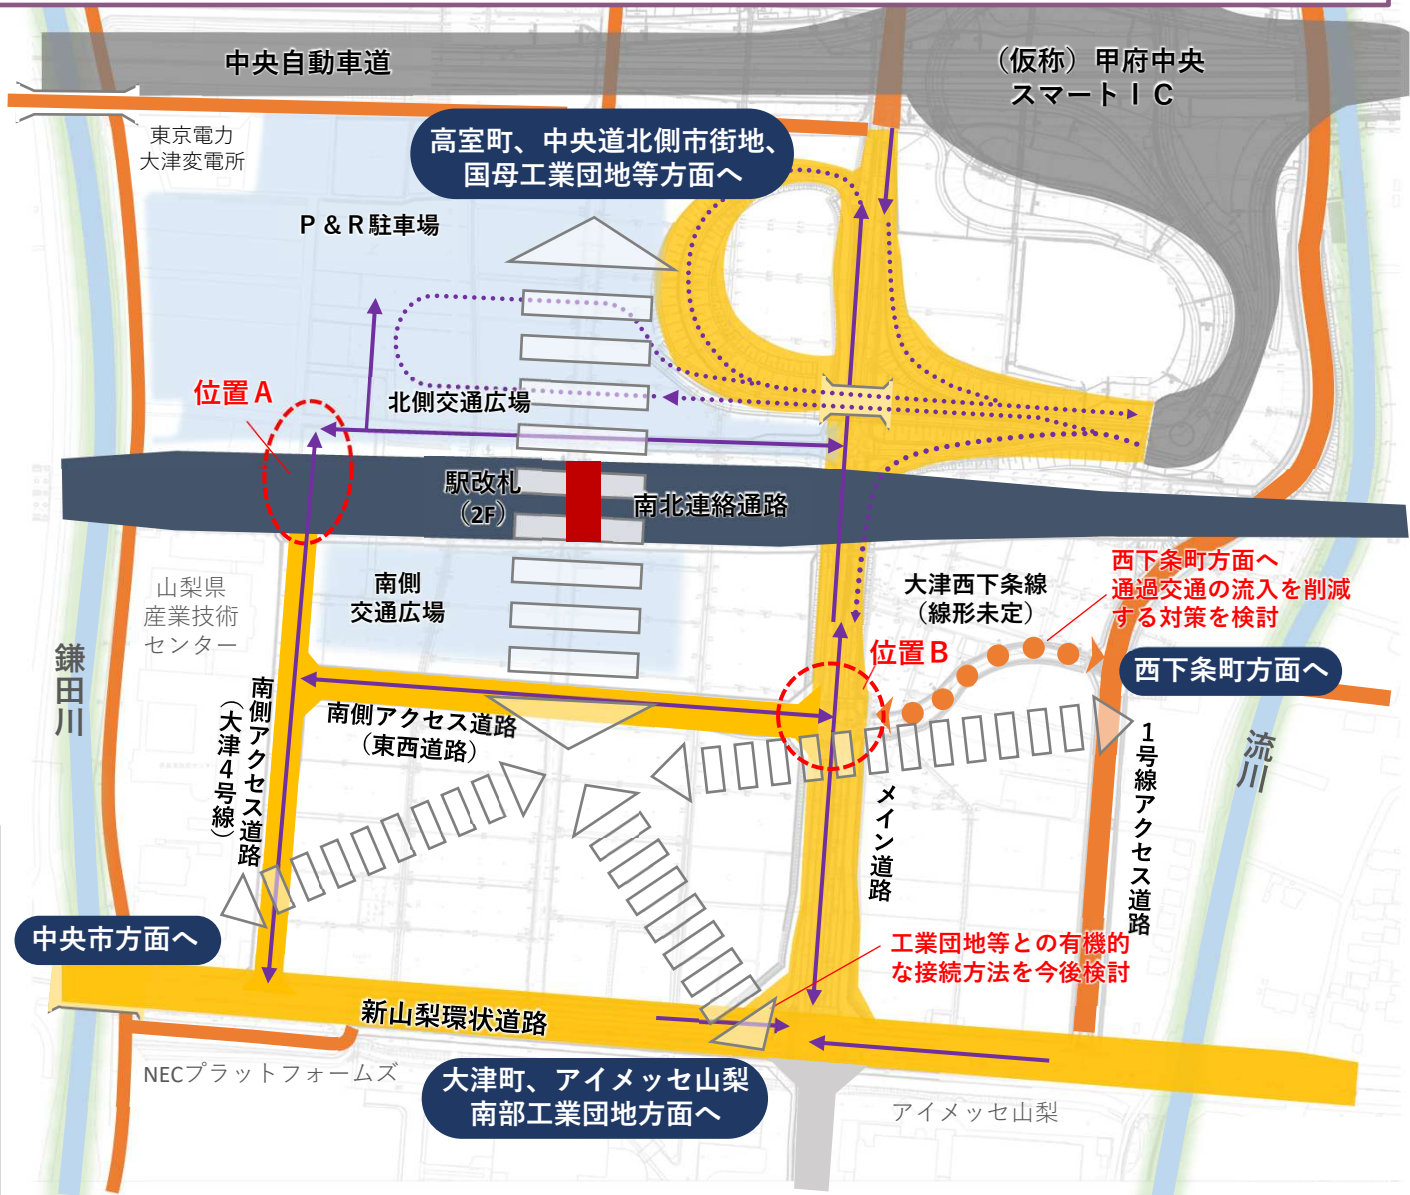 中央自動車道
（仮称）甲府中央
スマートＩＣ
東京電力
大津変電所
高室町、中央道北側市街地、
国母工業団地等方面へ
Ｐ＆Ｒ駐車場
位置Ａ
北側交通広場
駅改札
（2F）
南北連絡通路
山梨県
産業技術
センター
南側
交通広場
大津西下条線
（線形未定）
西下条町方面へ
通過交通の流入を削減
する対策を検討
位置Ｂ
西下条町方面へ
鎌田川
南側アクセス道路
（大津４号線）
南側アクセス道路
（東西道路）
メイン道路
１号線アクセス道路
流川
中央市方面へ
工業団地等との有機的
な接続方法を今後検討
新山梨環状道路
NECプラットフォームズ
大津町、アイメッセ山梨
南部工業団地方面へ
アイメッセ山梨